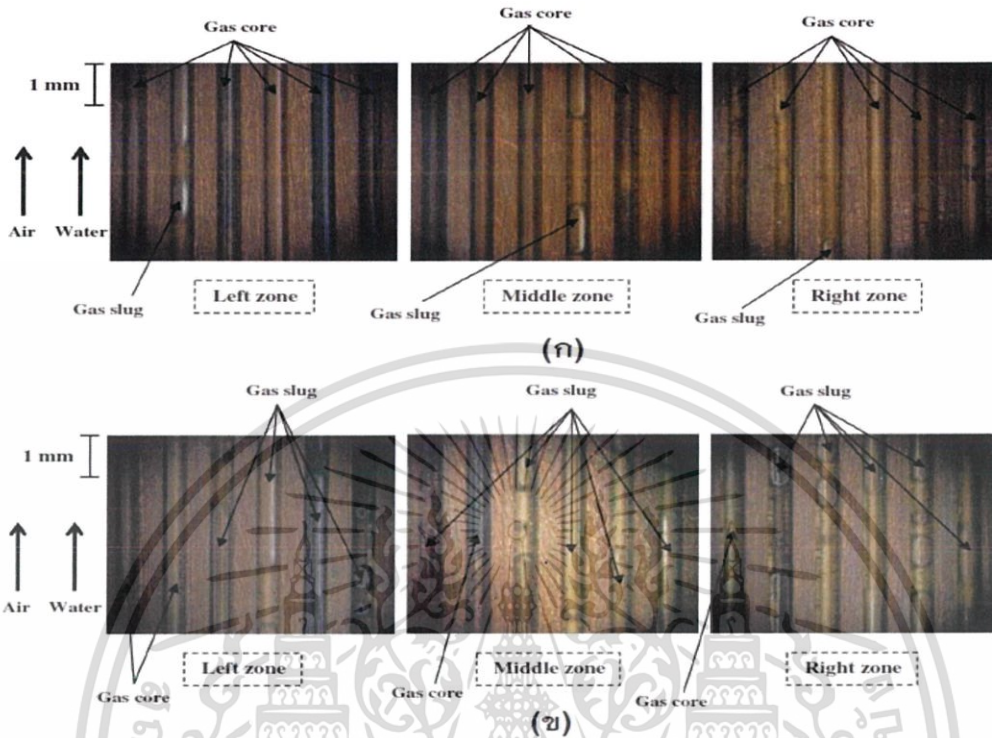 Gas core Gas core Gas core
1 mm
Air Water
Gas slug Left zone Gas slug Middle zone Gas slug Right zone
(ก)
Gas slug Gas slug Gas slug
1 mm
Air Water
Gas core Left zone Gas core Middle zone Gas core Right zone
(ข)